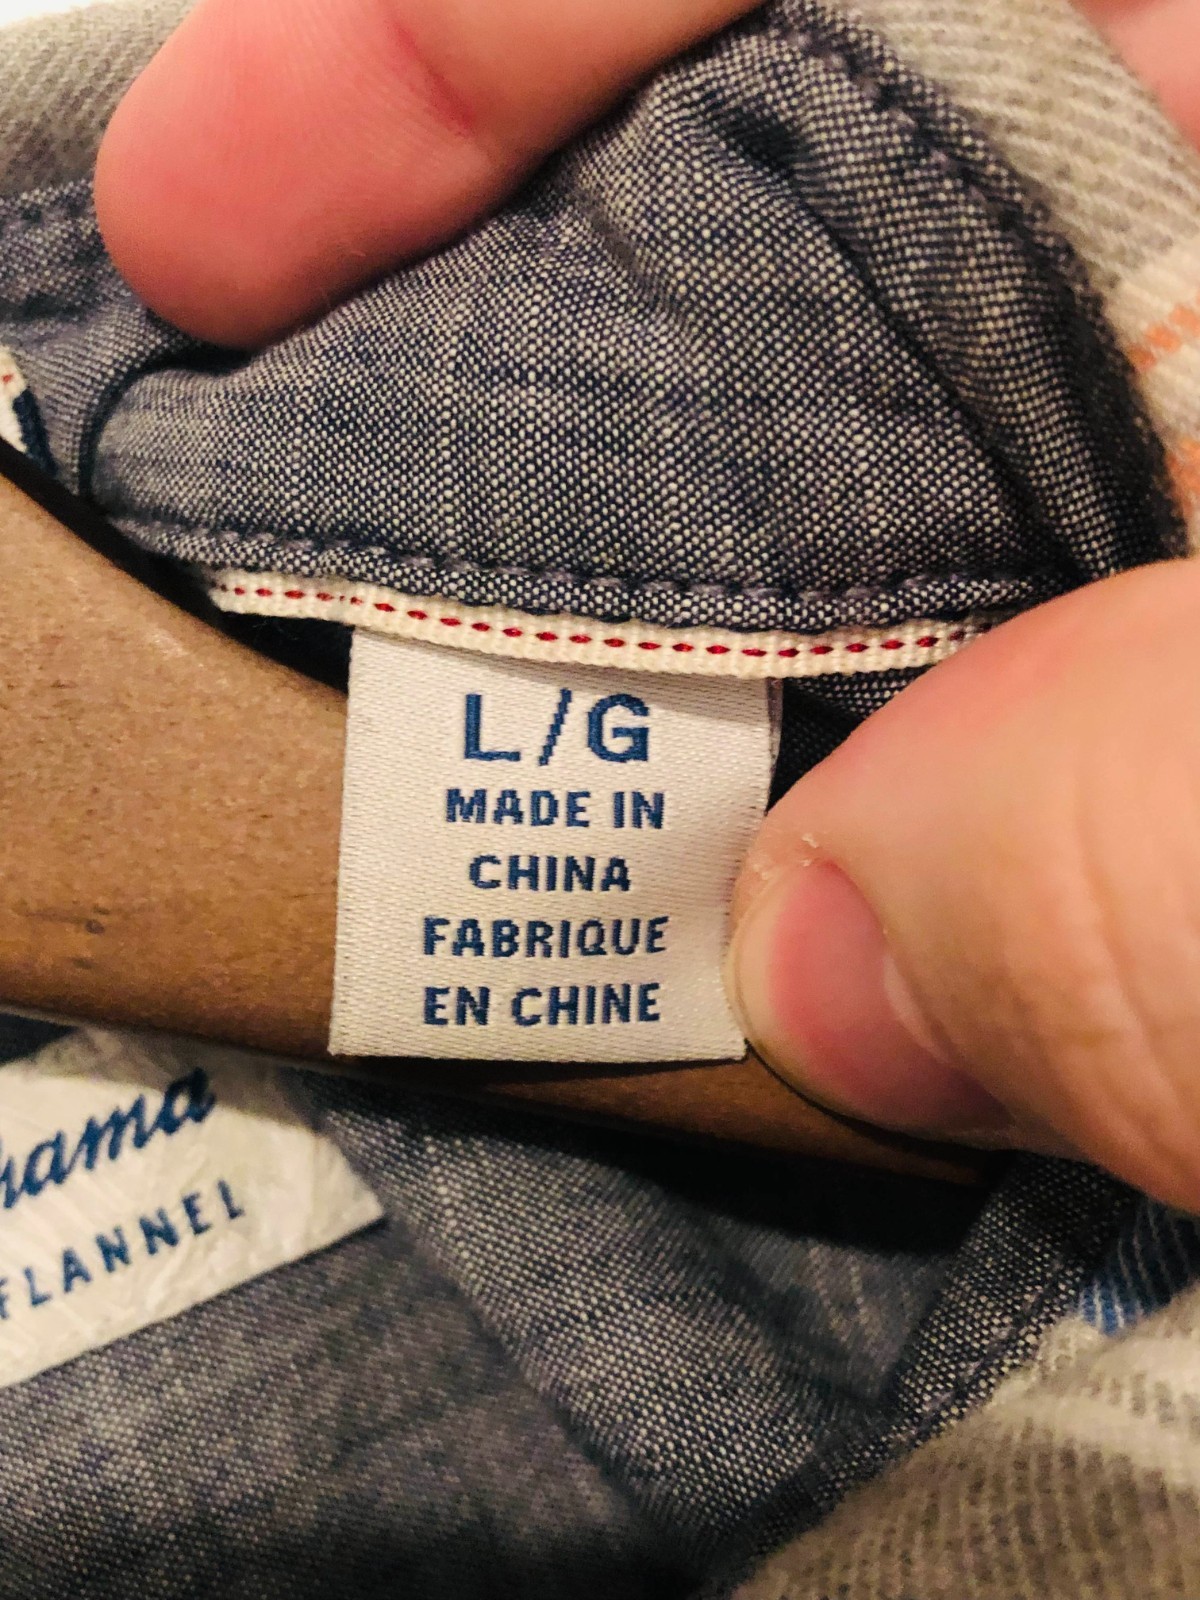 L/G
MADE IN
CHINA
FABRIQUE
EN CHINE
hama
FLANNEL